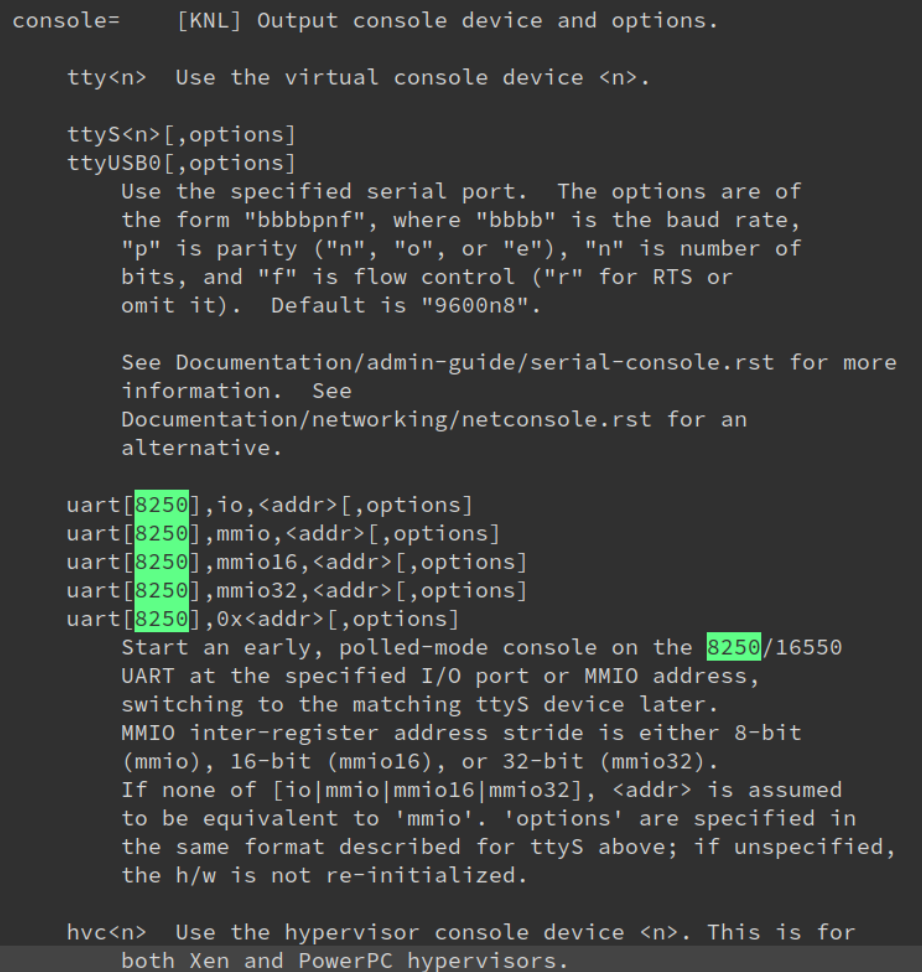 console= [KNL] Output console device and options.
tty<n> Use the virtual console device <n>.
ttyS<n>[,options]
ttyUSB0[,options]
Use the specified serial port. The options are of
the form "bbbbpnf", where "bbbb" is the baud rate,
"p" is parity ("n", "o", or "e"), "n" is number of
bits, and "f" is flow control ("r" for RTS or
omit it). Default is "9600n8".
See Documentation/admin-guide/serial-console.rst for more
information. See
Documentation/networking/netconsole.rst for an
alternative.
uart[8250],io,<addr>[,options]
uart[8250],mmio,<addr>[,options]
uart[8250],mmio16,<addr>[,options]
uart[8250],mmio32,<addr>[,options]
uart[8250],0x<addr>[,options]
Start an early, polled-mode console on the 8250/16550
UART at the specified I/O port or MMIO address,
switching to the matching ttyS device later.
MMIO inter-register address stride is either 8-bit
(mmio), 16-bit (mmio16), or 32-bit (mmio32).
If none of [io|mmio|mmio16|mmio32], <addr> is assumed
to be equivalent to 'mmio'. 'options' are specified in
the same format described for ttyS above; if unspecified,
the h/w is not re-initialized.
hvc<n> Use the hypervisor console device <n>. This is for
both Xen and PowerPC hypervisors.